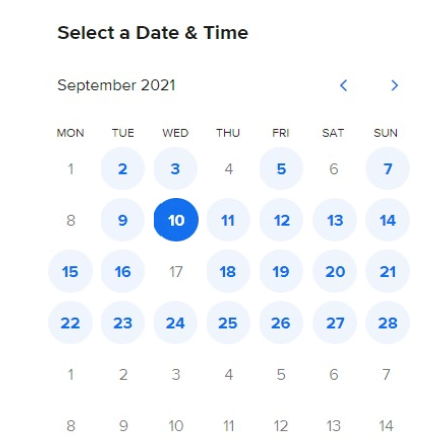 Select a Date & Time
September 2021
MON TUE WED THU FRI SAT SUN
1 2 3 4 5 6 7
8 9 10 11 12 13 14
15 16 17 18 19 20 21
22 23 24 25 26 27 28
1 2 3 4 5 6 7
8 9 10 11 12 13 14